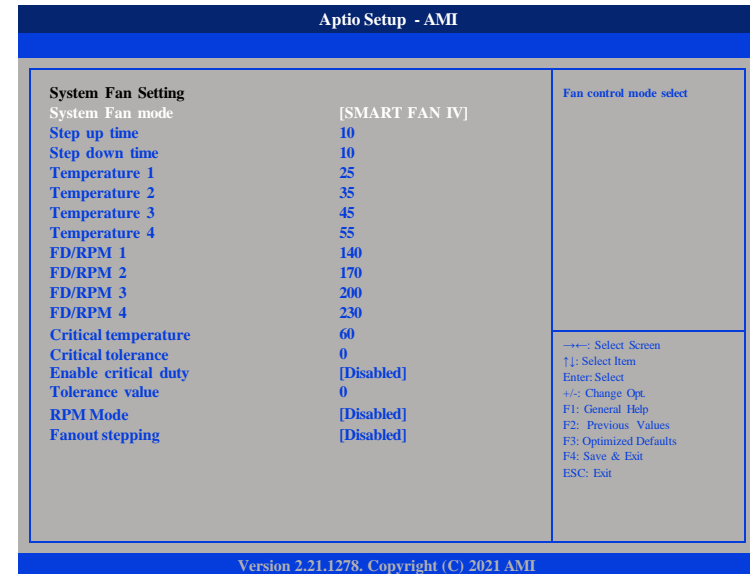 Aptio Setup - AMI
System Fan Setting
System Fan mode [SMART FAN IV]
Step up time 10
Step down time 10
Temperature 1 25
Temperature 2 35
Temperature 3 45
Temperature 4 55
FD/RPM 1 140
FD/RPM 2 170
FD/RPM 3 200
FD/RPM 4 230
Critical temperature 60
Critical tolerance 0
Enable critical duty [Disabled]
Tolerance value 0
RPM Mode [Disabled]
Fanout stepping [Disabled]
Fan control mode select
→←: Select Screen
↑↓: Select Item
Enter: Select
+/-: Change Opt.
F1: General Help
F2: Previous Values
F3: Optimized Defaults
F4: Save & Exit
ESC: Exit
Version 2.21.1278. Copyright (C) 2021 AMI